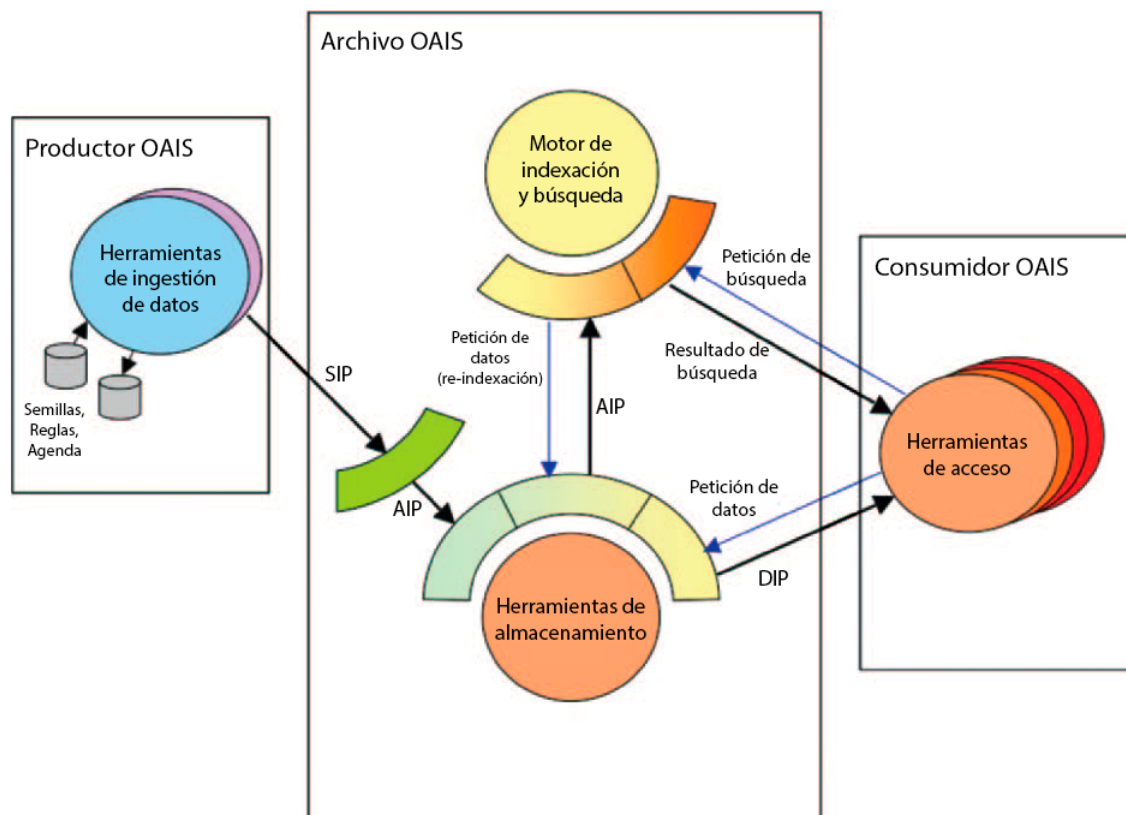 Archivo OAIS
Productor OAIS
Herramientas
de ingestión
de datos
Semillas,
Reglas,
Agenda
SIP
AIP
Motor de
indexación
y búsqueda
Petición de
datos
(re-indexación)
AIP
Herramientas de
almacenamiento
Petición de
búsqueda
Resultado de
búsqueda
Petición de
datos
DIP
Consumidor OAIS
Herramientas
de acceso